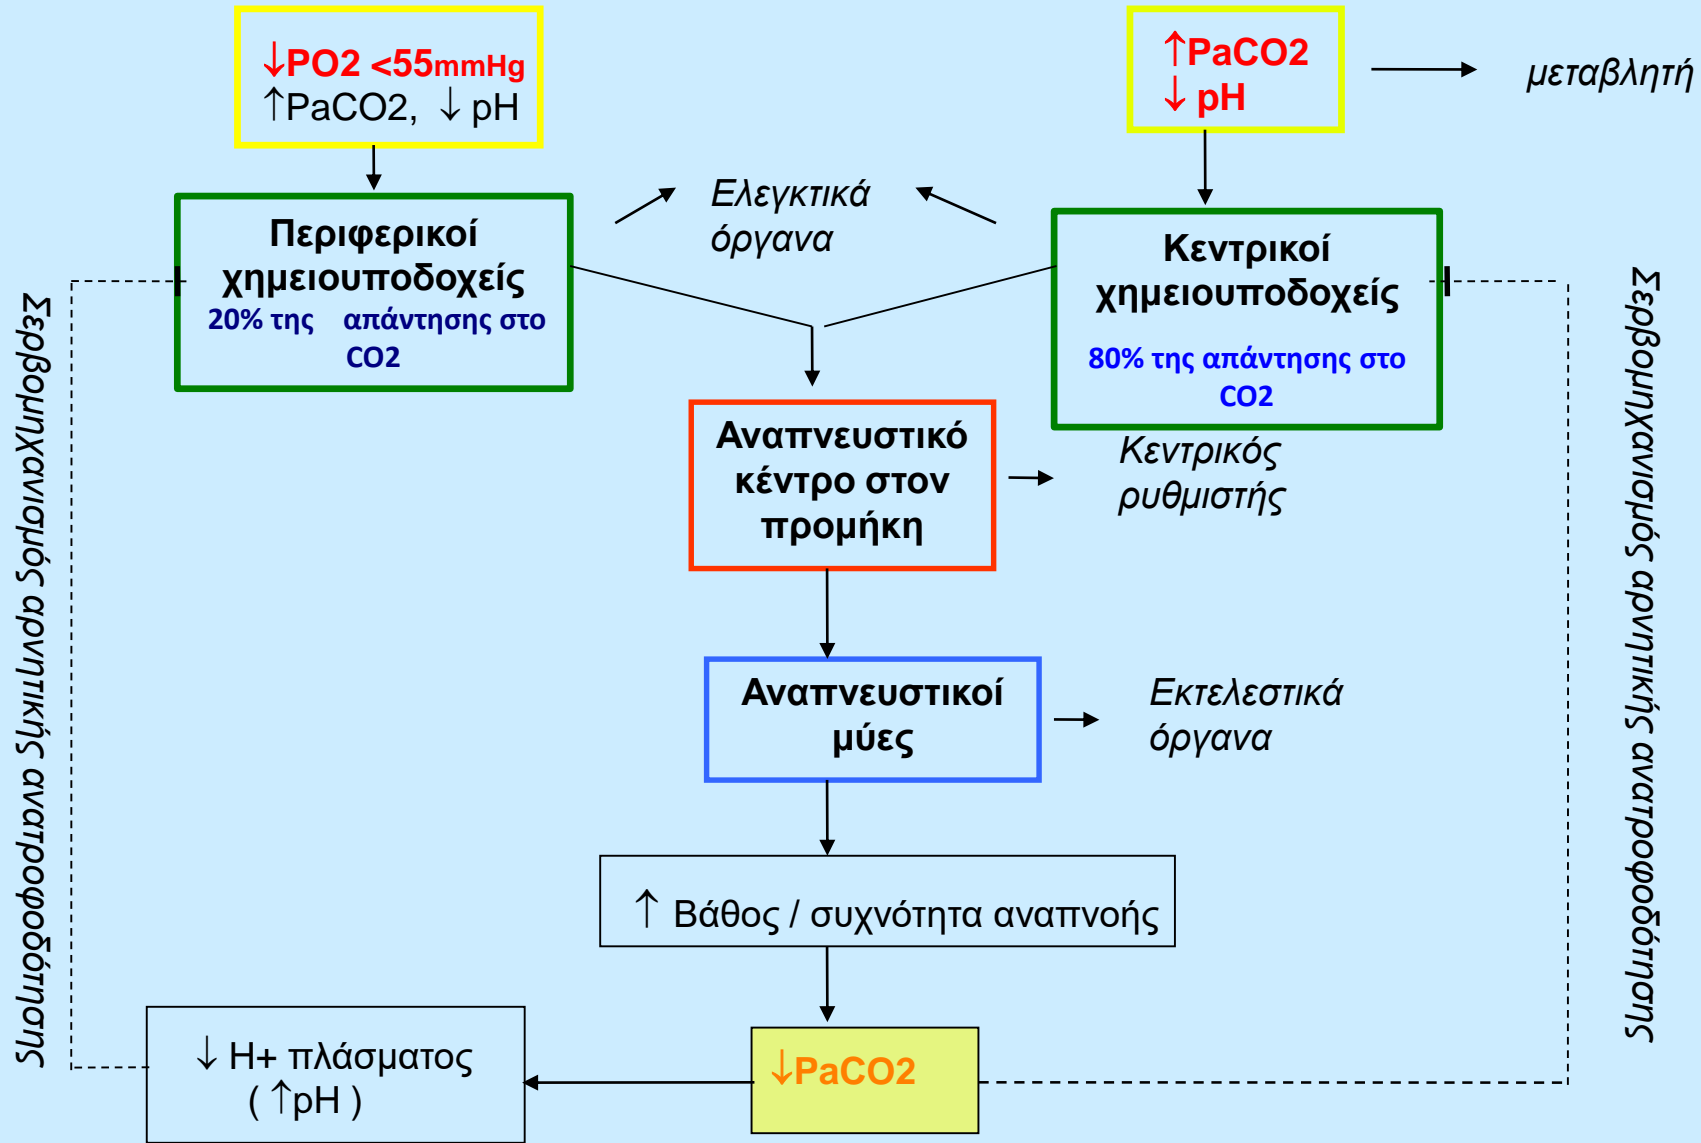 ↓PO2 <55mmHg
↑PaCO2, ↓ pH
↑PaCO2
↓ pH
μεταβλητή
Ελεγκτικά
όργανα
Περιφερικοί
χημειουποδοχείς
20% της απάντησης στο
CO2
Κεντρικοί
χημειουποδοχείς
80% της απάντησης στο
CO2
Αναπνευστικό
κέντρο στον
προμήκη
Κεντρικός
ρυθμιστής
Αναπνευστικοί
μύες
Εκτελεστικά
όργανα
↑ Βάθος / συχνότητα αναπνοής
↓PaCO2
↓ H+ πλάσματος
( ↑pH )
Σερβομηχανισμός αρνητικής ανατροφοδότησης
Σερβομηχανισμός αρνητικής ανατροφοδότησης